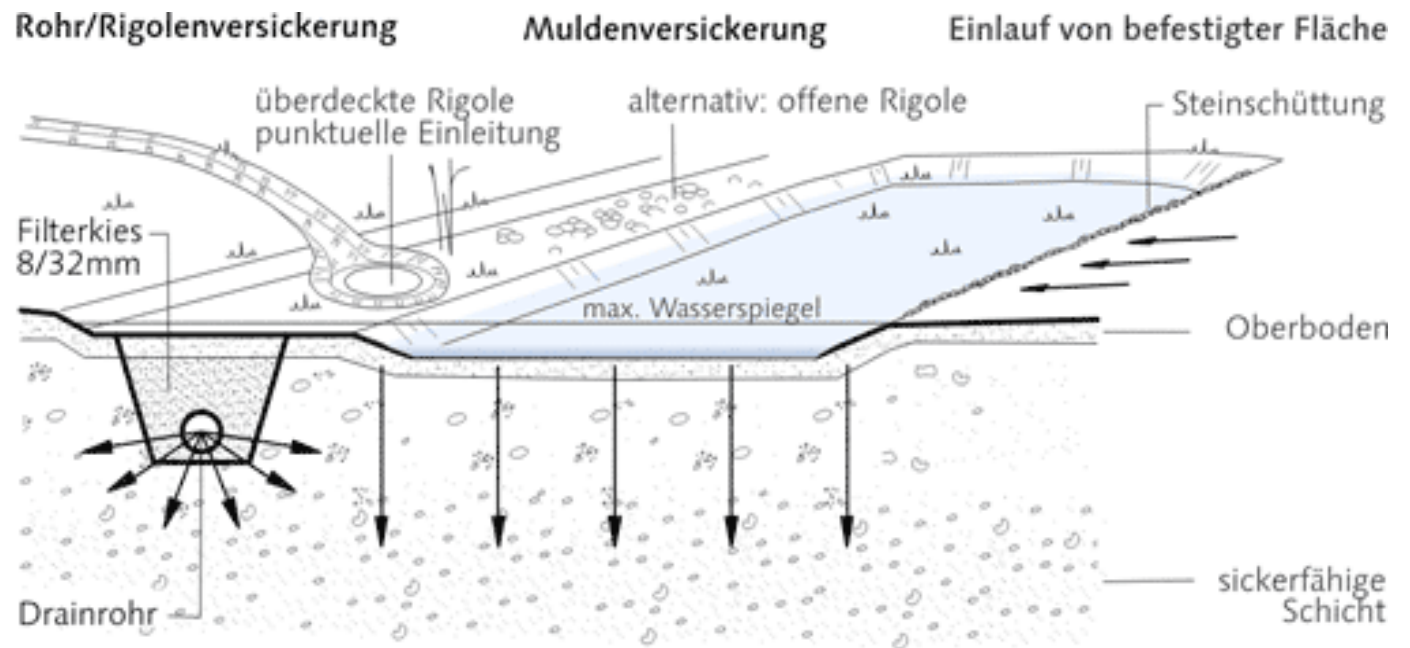 Rohr/Rigolenversickerung
Muldenversickerung
Einlauf von befestigter Fläche
überdeckte Rigole
punktuelle Einleitung
alternativ: offene Rigole
Steinschüttung
Filterkies
8/32mm
max. Wasserspiegel
Oberboden
Drainrohr
sickerfähige
Schicht